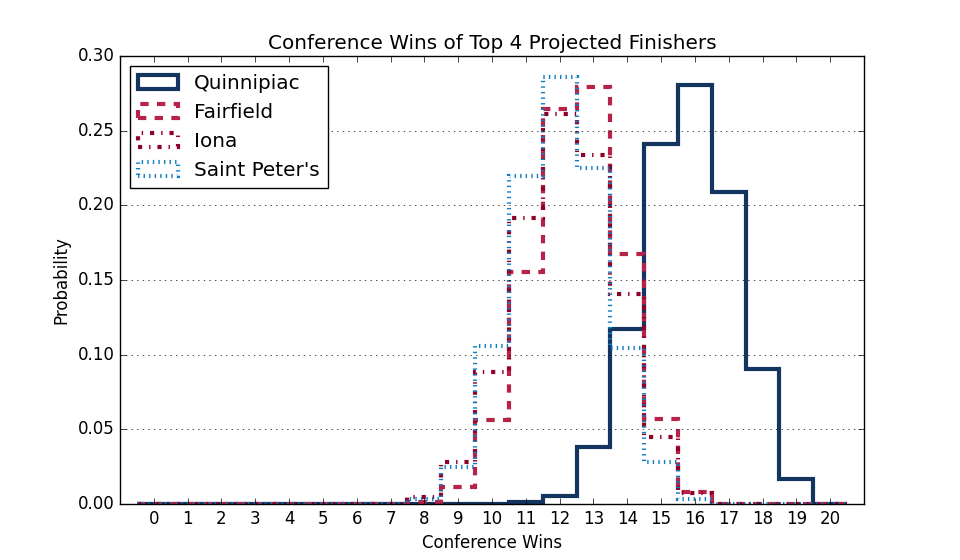 Conference Wins of Top 4 Projected Finishers
0.30
0.25
0.20
0.15
0.10
0.05
0.00
Probability
Quinnipiac
Fairfield
Iona
Saint Peter's
0 1 2 3 4 5 6 7 8 9 10 11 12 13 14 15 16 17 18 19 20
Conference Wins